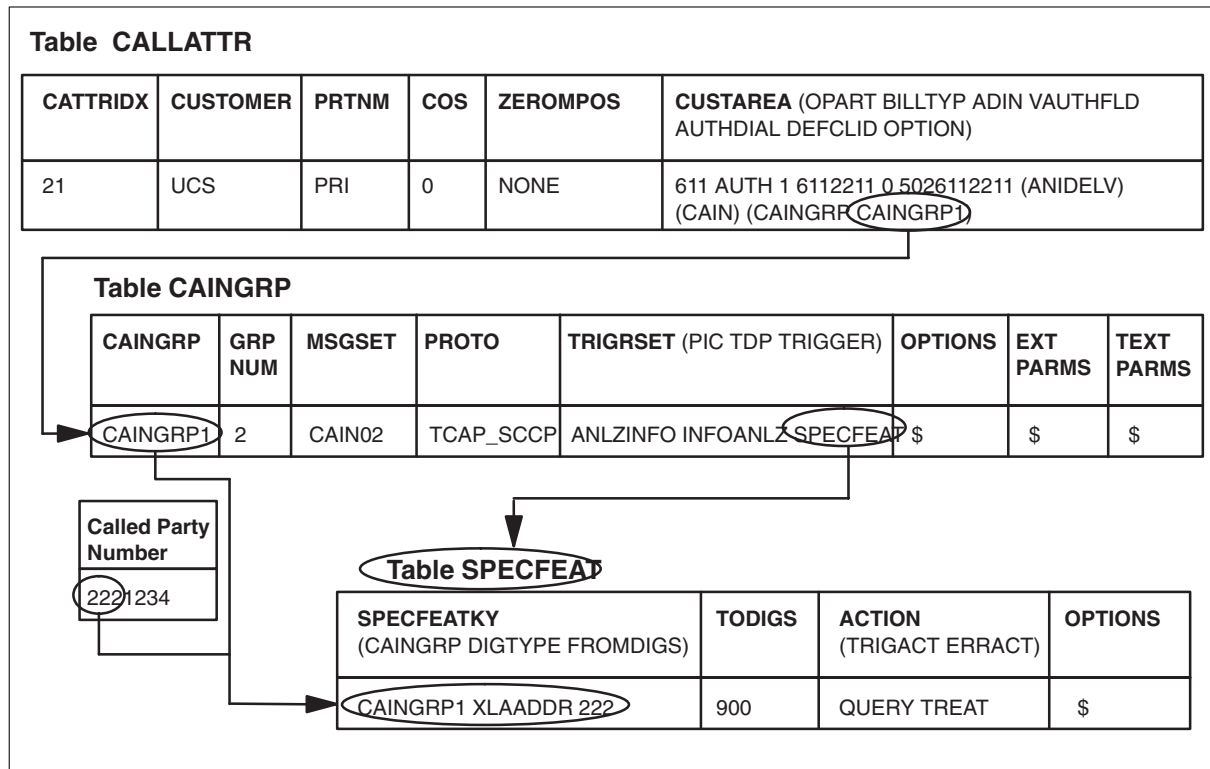 Table CALLATTR
CATTRIDX CUSTOMER PRTNM COS ZEROMPOS CUSTAREA (OPART BILLTYP ADIN VAUTHFLD
AUTHDIAL DEFCLID OPTION)
21 UCS PRI 0 NONE 611 AUTH 1 6112211 0 5026112211 (ANIDELV)
(CAIN) (CAINGRP CAINGRP1)
Table CAINGRP
CAINGRP GRP MSGSET PROTO TRIGRSET (PIC TDP TRIGGER) OPTIONS EXT TEXT
NUM PARMS PARMS
CAINGRP1 2 CAIN02 TCAP_SCCP ANLZINFO INFOANLZ SPECFEAT $ $ $
Called Party
Number
2221234
Table SPECFEAT
SPECFEATKY TODIGS ACTION OPTIONS
(CAINGRP DIGTYPE FROMDIGS) (TRIGACT ERRACT)
CAINGRP1 XLAADDR 222 900 QUERY TREAT $